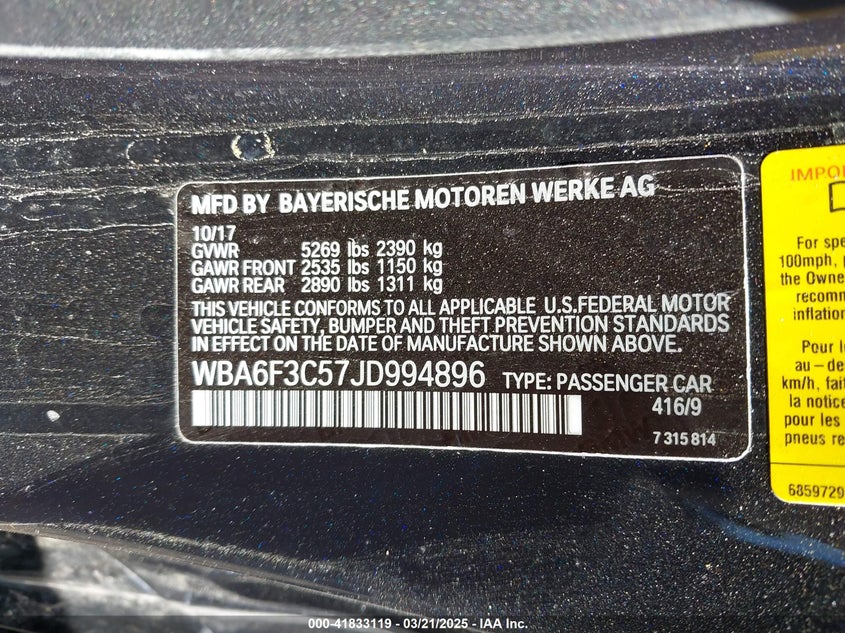 MFD BY BAYERISCHE MOTOREN WERKE AG
10/17
GVWR 5269 lbs 2390 kg
GAWR FRONT 2535 lbs 1150 kg
GAWR REAR 2890 lbs 1311 kg
THIS VEHICLE CONFORMS TO ALL APPLICABLE U.S.FEDERAL MOTOR
VEHICLE SAFETY, BUMPER AND THEFT PREVENTION STANDARDS
IN EFFECT ON THE DATE OF MANUFACTURE SHOWN ABOVE.
WBA6F3C57JD994896 TYPE: PASSENGER CAR
416/9
7 315 814
IMPO
For spe
100mph, 
the Owne
recomm
inflation
Pour l
au – de
km/h, fait
la notice
pour les
pneus re
6859729
000-41833119 - 03/21/2025 - IAA Inc.